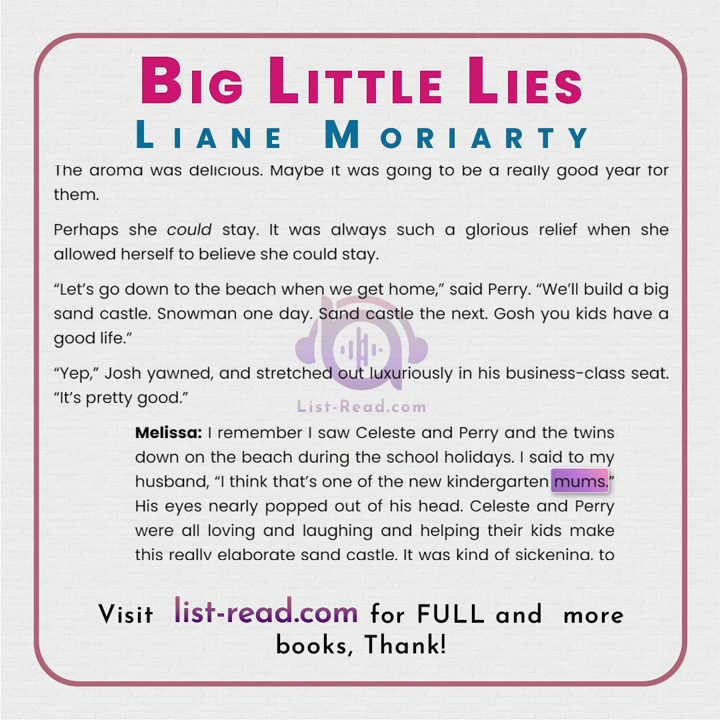 BIG LITTLE LIES
LIANE MORIARTY
The aroma was delicious. Maybe it was going to be a really good year for
them.
Perhaps she could stay. It was always such a glorious relief when she
allowed herself to believe she could stay.
“Let’s go down to the beach when we get home,” said Perry. “We’ll build a big
sand castle. Snowman one day. Sand castle the next. Gosh you kids have a
good life.”
“Yep,” Josh yawned, and stretched out luxuriously in his business-class seat.
“It’s pretty good.”
List-Read.com
Melissa: I remember I saw Celeste and Perry and the twins
down on the beach during the school holidays. I said to my
husband, “I think that’s one of the new kindergarten mums.”
His eyes nearly popped out of his head. Celeste and Perry
were all loving and laughing and helping their kids make
this really elaborate sand castle. It was kind of sickening, to
Visit list-read.com for FULL and more
books, Thank!